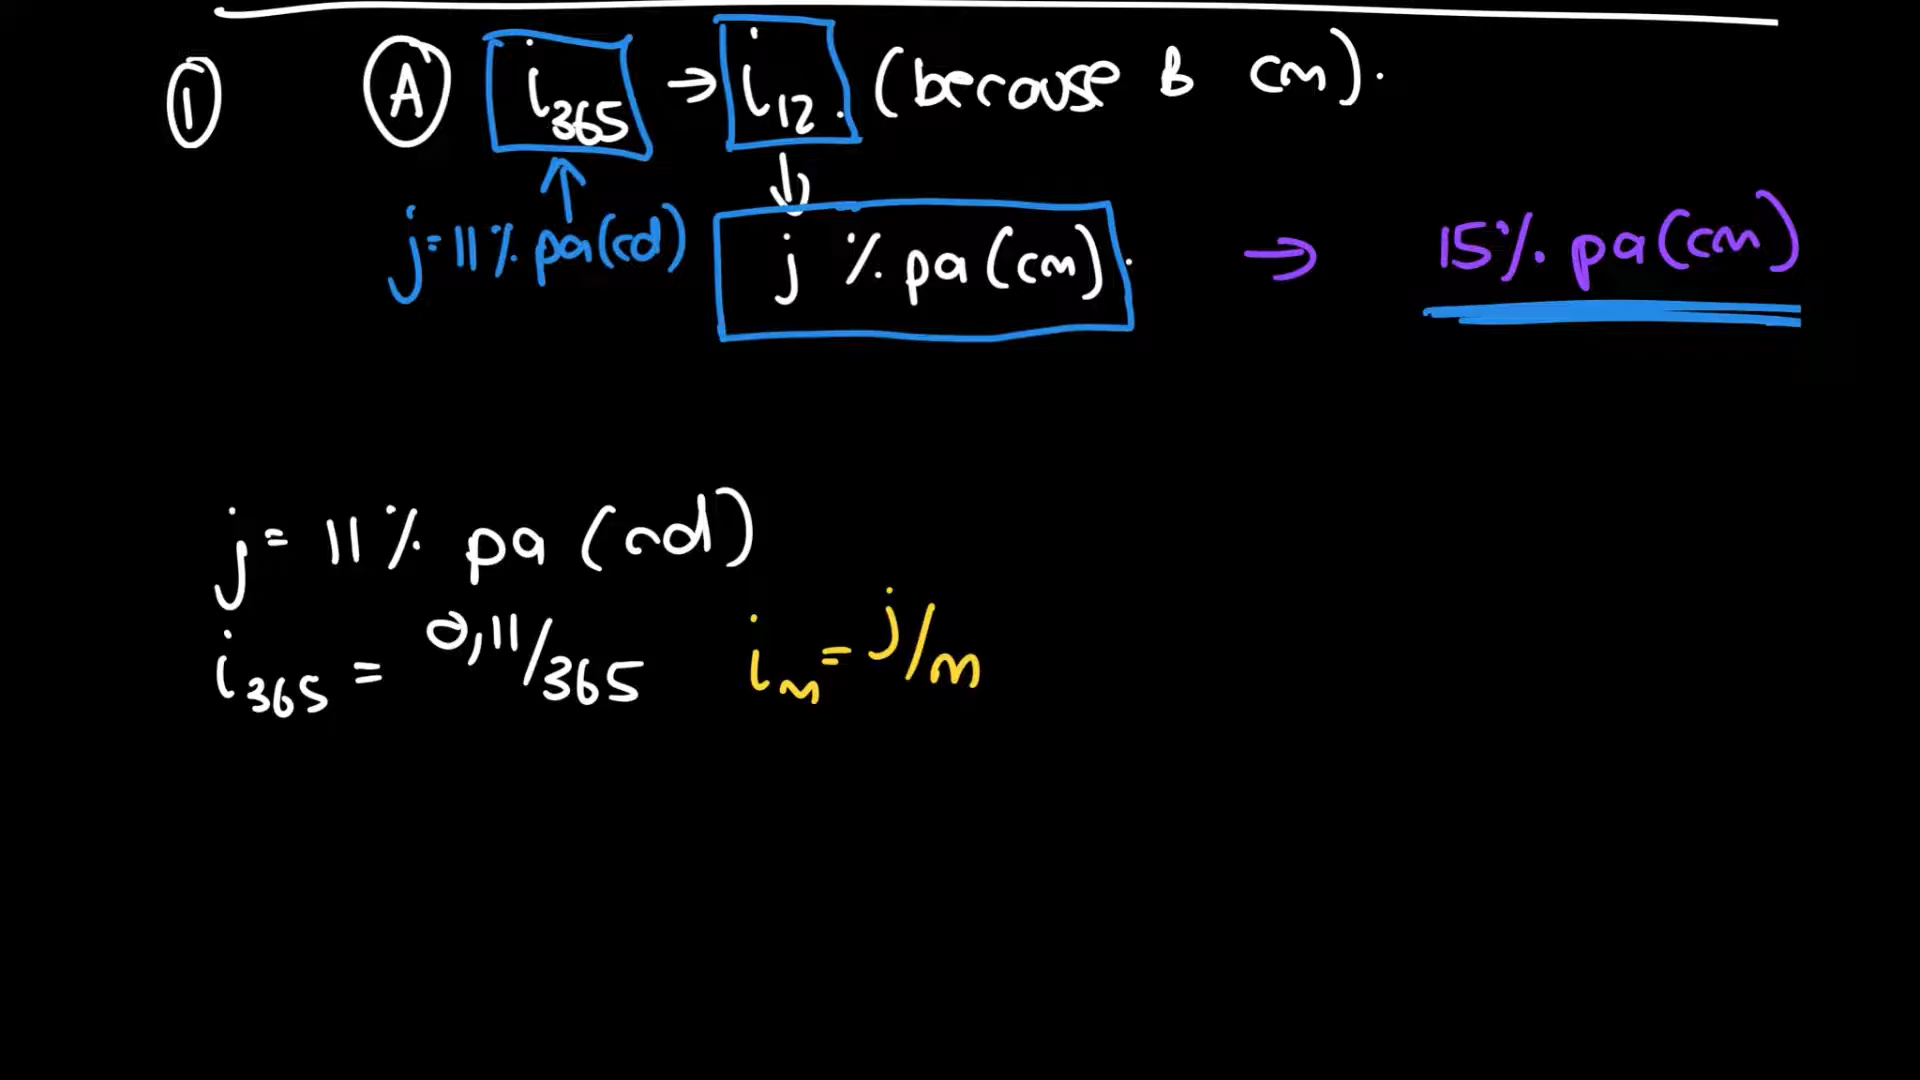 ① Ⓐ i365 → i12. (because B cm).
j=11% pa(cd) j % pa(cm). → 15% pa(cm)
j = 11% pa (cd)
i365 = 0,11/365 im = j/m